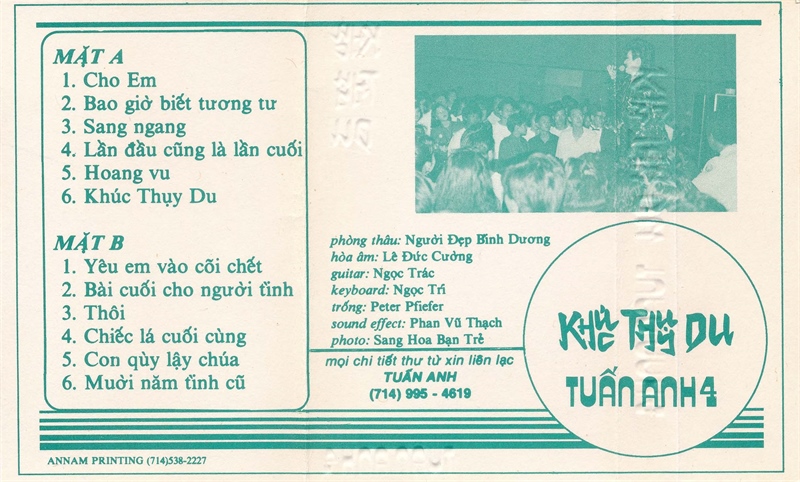 MẶT A
1. Cho Em
2. Bao giờ biết tương tư
3. Sang ngang
4. Lần đầu cũng là lần cuối
5. Hoang vu
6. Khúc Thụy Du
MẶT B
1. Yêu em vào cõi chết
2. Bài cuối cho người tình
3. Thôi
4. Chiếc lá cuối cùng
5. Con qùy lậy chúa
6. Mười năm tình cũ
phòng thâu: Người Đẹp Bình Dương
hòa âm: Lê Đức Cường
guitar: Ngọc Trác
keyboard: Ngọc Trì
trống: Peter Pfiefer
sound effect: Phan Vũ Thạch
photo: Sang Hoa Bạn Trẻ
mọi chi tiết thư từ xin liên lạc
TUẤN ANH
(714) 995 - 4619
KHÚC THỤY DU
TUẤN ANH 4
ANNAM PRINTING (714)538-2227